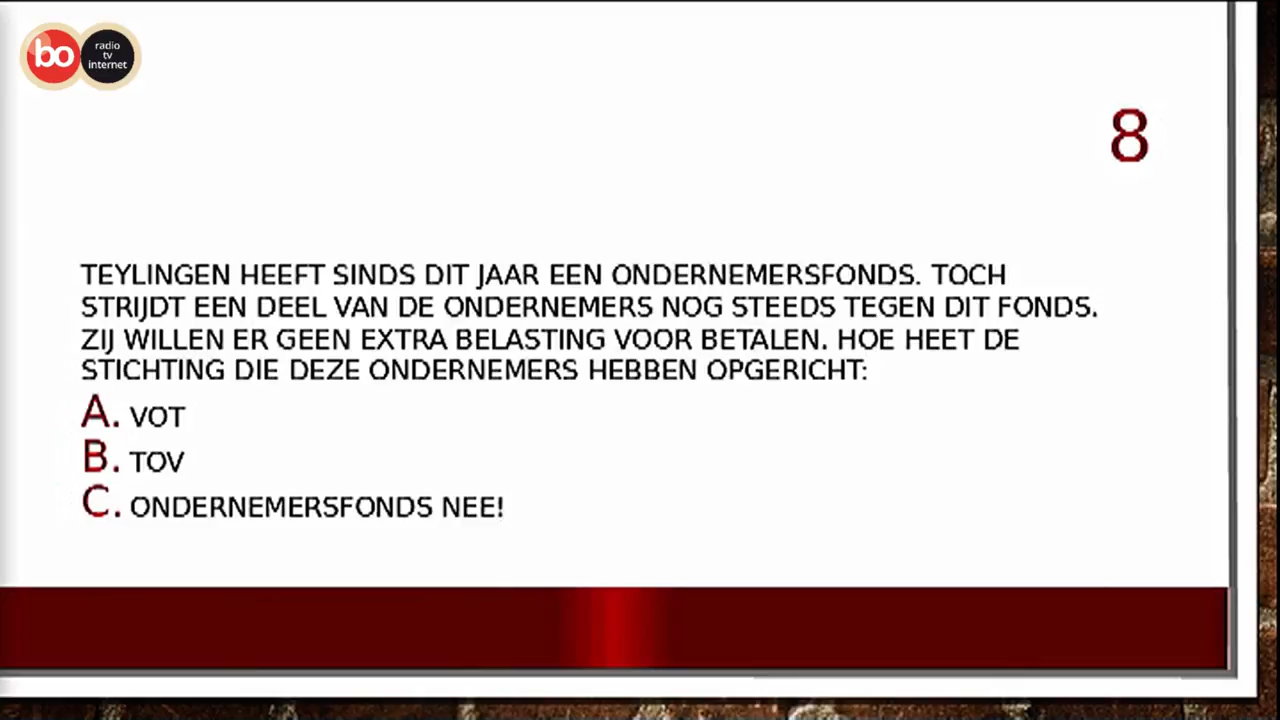 bo
radio
tv
internet
8
TEYLINGEN HEEFT SINDS DIT JAAR EEN ONDERNEMERSFONDS. TOCH
STRIJDT EEN DEEL VAN DE ONDERNEMERS NOG STEEDS TEGEN DIT FONDS.
ZIJ WILLEN ER GEEN EXTRA BELASTING VOOR BETALEN. HOE HEET DE
STICHTING DIE DEZE ONDERNEMERS HEBBEN OPGERICHT:
A. VOT
B. TOV
C. ONDERNEMERSFONDS NEE!